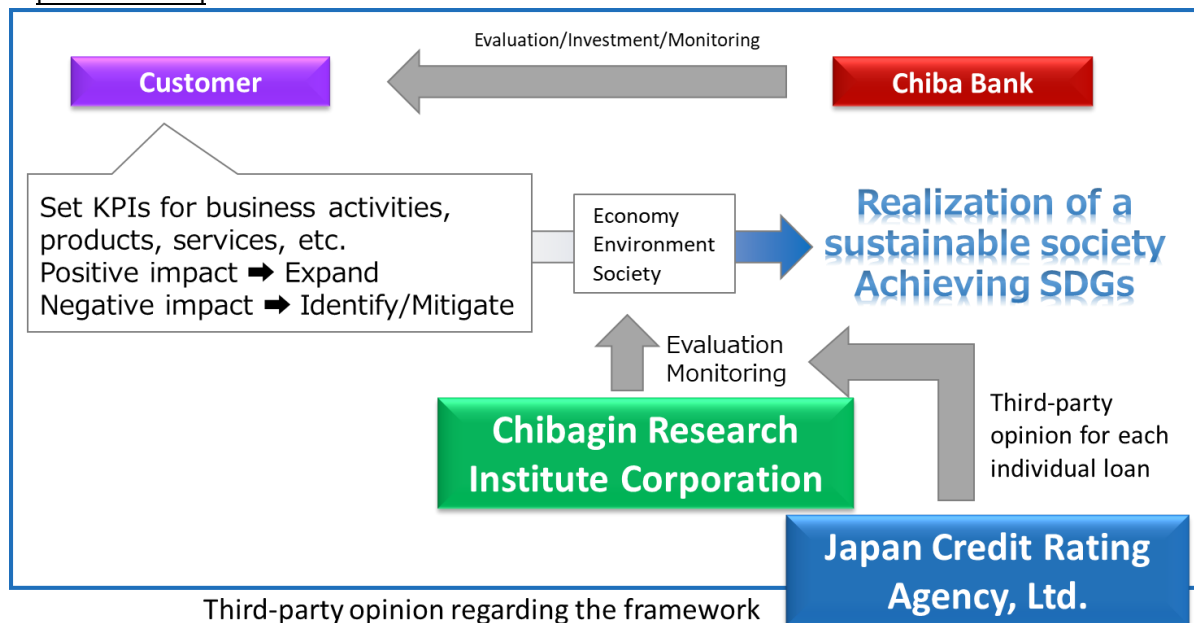 Evaluation/Investment/Monitoring
Customer
Chiba Bank
Set KPIs for business activities,
products, services, etc.
Positive impact ➡ Expand
Negative impact ➡ Identify/Mitigate
Economy
Environment
Society
Realization of a
sustainable society
Achieving SDGs
Evaluation
Monitoring
Chibagin Research
Institute Corporation
Third-party
opinion for each
individual loan
Japan Credit Rating
Agency, Ltd.
Third-party opinion regarding the framework